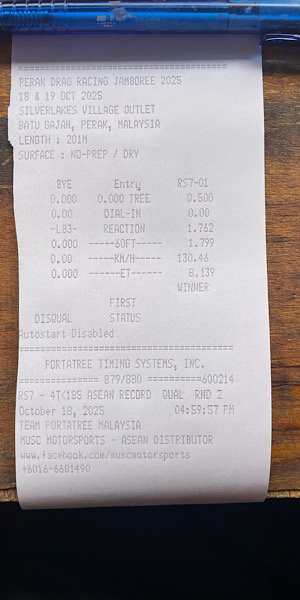 PERAK DRAG RACING JAMBOREE 2025
18 & 19 OCT 2025
SILVERLAKES VILLAGE OUTLET
BATU GAJAH, PERAK, MALAYSIA
LENGTH : 201M
SURFACE : NO-PREP / DRY
BYE Entry RS7-01
0.000 0.000 TREE 0.500
0.00 DIAL-IN 0.00
-LB3- REACTION 1.762
0.000 -----60FT----- 1.799
0.00 -----KM/H----- 130.46
0.000 ------ET------ 8.139
WINNER
FIRST
DISQUAL STATUS
Autostart Disabled
PORTATREE TIMING SYSTEMS, INC.
=============== 879/880 ==========600214
RS7 - 4TK185 ASEAN RECORD QUAL RND 2
October 18, 2025 04:59:57 PM
TEAM PORTATREE MALAYSIA
MUSC MOTORSPORTS - ASEAN DISTRIBUTOR
www.facebook.com/muscmotorsports
+6016-6681490